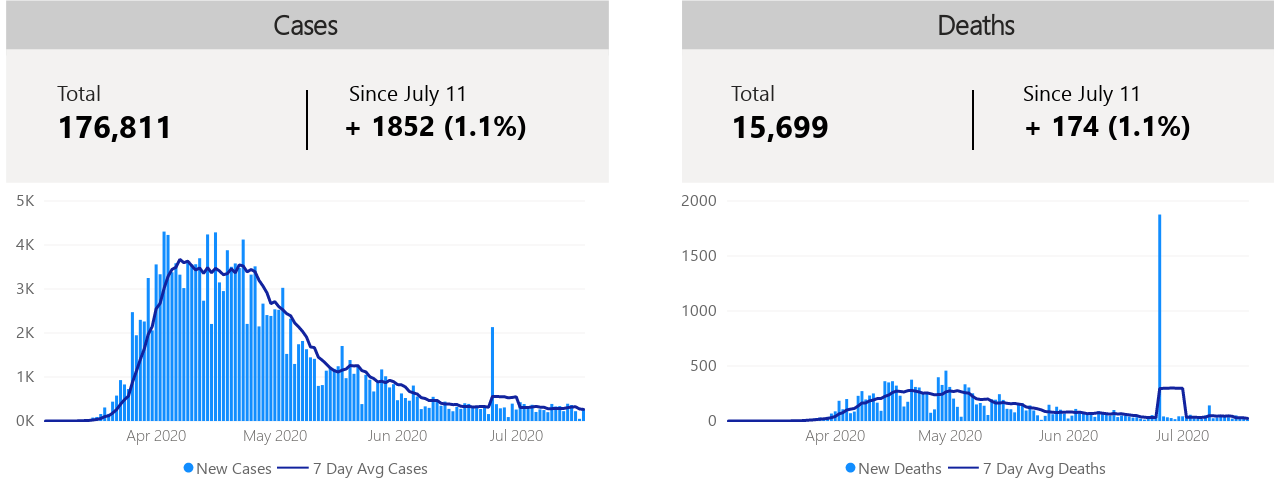 Cases
Total
176,811
Since July 11
+ 1852 (1.1%)
5K
4K
3K
2K
1K
0K
Apr 2020
May 2020
Jun 2020
Jul 2020
New Cases
7 Day Avg Cases
Deaths
Total
15,699
Since July 11
+ 174 (1.1%)
2000
1500
1000
500
0
Apr 2020
May 2020
Jun 2020
Jul 2020
New Deaths
7 Day Avg Deaths